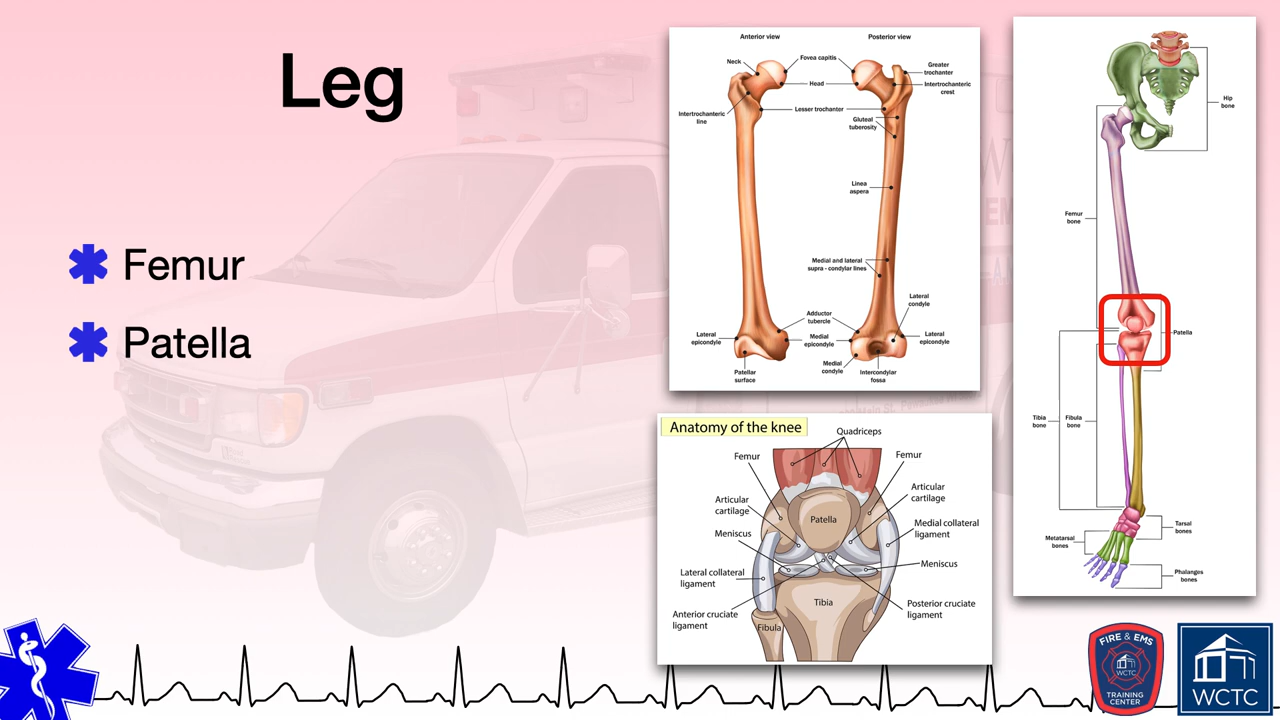 Leg
Femur
Patella
Anterior view
Posterior view
Neck
Fovea capitis
Greater
trochanter
Head
Intertrochanteric
crest
Intertrochanteric
line
Lesser trochanter
Gluteal
tuberosity
Linea
aspera
Medial and lateral
supra - condylar lines
Lateral
condyle
Adductor
tubercle
Lateral
epicondyle
Medial
epicondyle
Lateral
epicondyle
Patellar
surface
Medial
condyle
Intercondylar
fossa
Anatomy of the knee
Quadriceps
Femur
Femur
Articular
cartilage
Articular
cartilage
Patella
Medial collateral
ligament
Meniscus
Meniscus
Lateral collateral
ligament
Tibia
Posterior cruciate
ligament
Anterior cruciate
ligament
Fibula
Hip
bone
Femur
bone
Patella
Tibia
bone
Fibula
bone
Tarsal
bones
Metatarsal
bones
Phalanges
bones
FIRE & EMS
WCTC
TRAINING
CENTER
WCTC